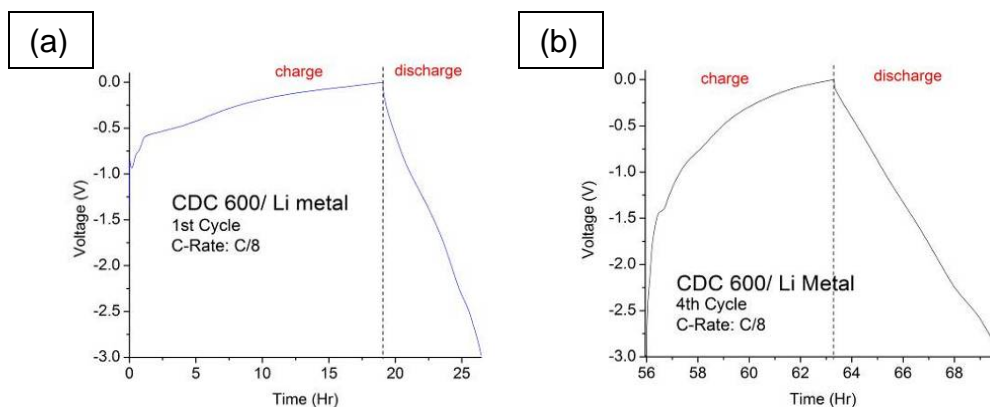 (a)
charge discharge
0.0
-0.5
-1.0
-1.5
-2.0
-2.5
-3.0
Voltage (V)
CDC 600/ Li metal
1st Cycle
C-Rate: C/8
0 5 10 15 20 25
Time (Hr)
(b)
charge discharge
0.0
-0.5
-1.0
-1.5
-2.0
-2.5
-3.0
Voltage (V)
CDC 600/ Li Metal
4th Cycle
C-Rate: C/8
56 58 60 62 64 66 68
Time (Hr)